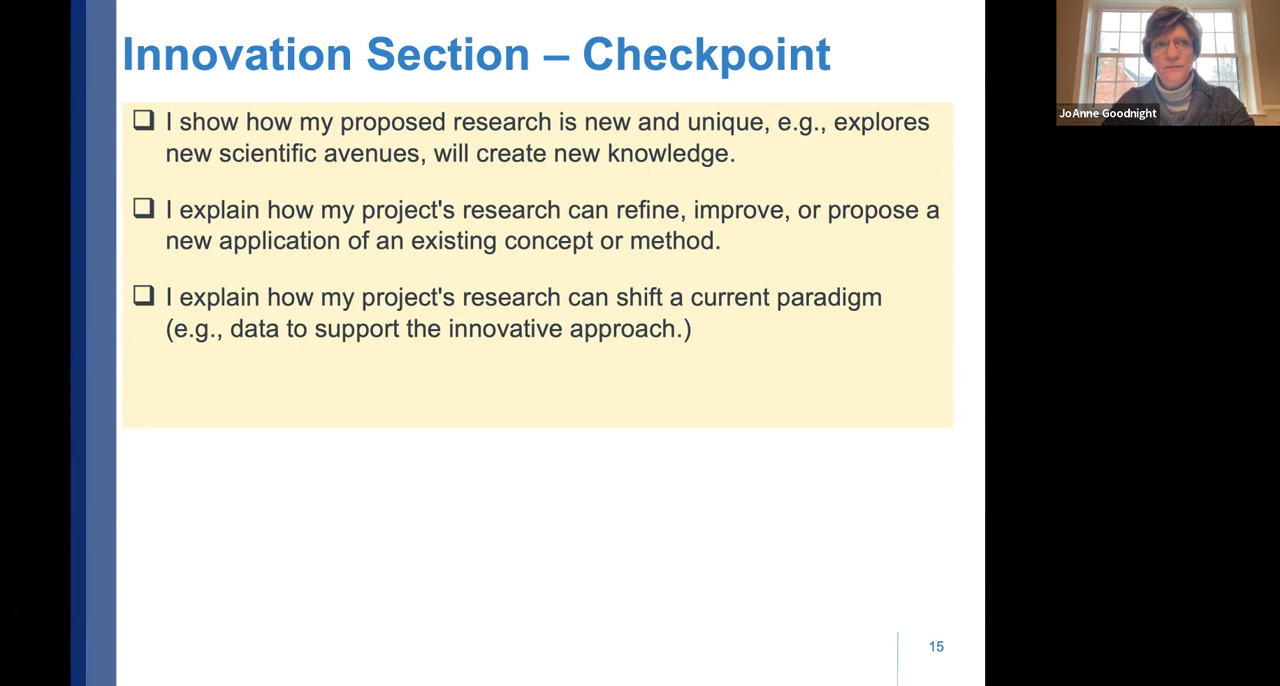 Innovation Section – Checkpoint
I show how my proposed research is new and unique, e.g., explores
new scientific avenues, will create new knowledge.
I explain how my project's research can refine, improve, or propose a
new application of an existing concept or method.
I explain how my project's research can shift a current paradigm
(e.g., data to support the innovative approach.)
15
JoAnne Goodnight